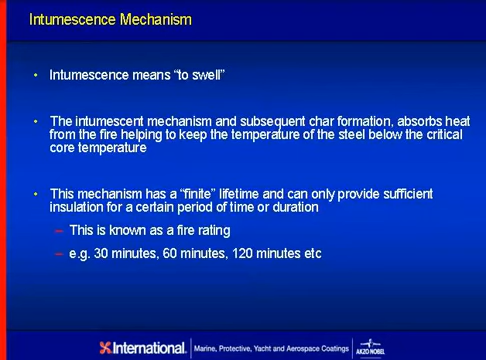 Intumescence Mechanism
• Intumescence means “to swell”
• The intumescent mechanism and subsequent char formation, absorbs heat
from the fire helping to keep the temperature of the steel below the critical
core temperature
• This mechanism has a “finite” lifetime and can only provide sufficient
insulation for a certain period of time or duration
– This is known as a fire rating
– e.g. 30 minutes, 60 minutes, 120 minutes etc
International. Marine, Protective, Yacht and Aerospace Coatings AKZO NOBEL